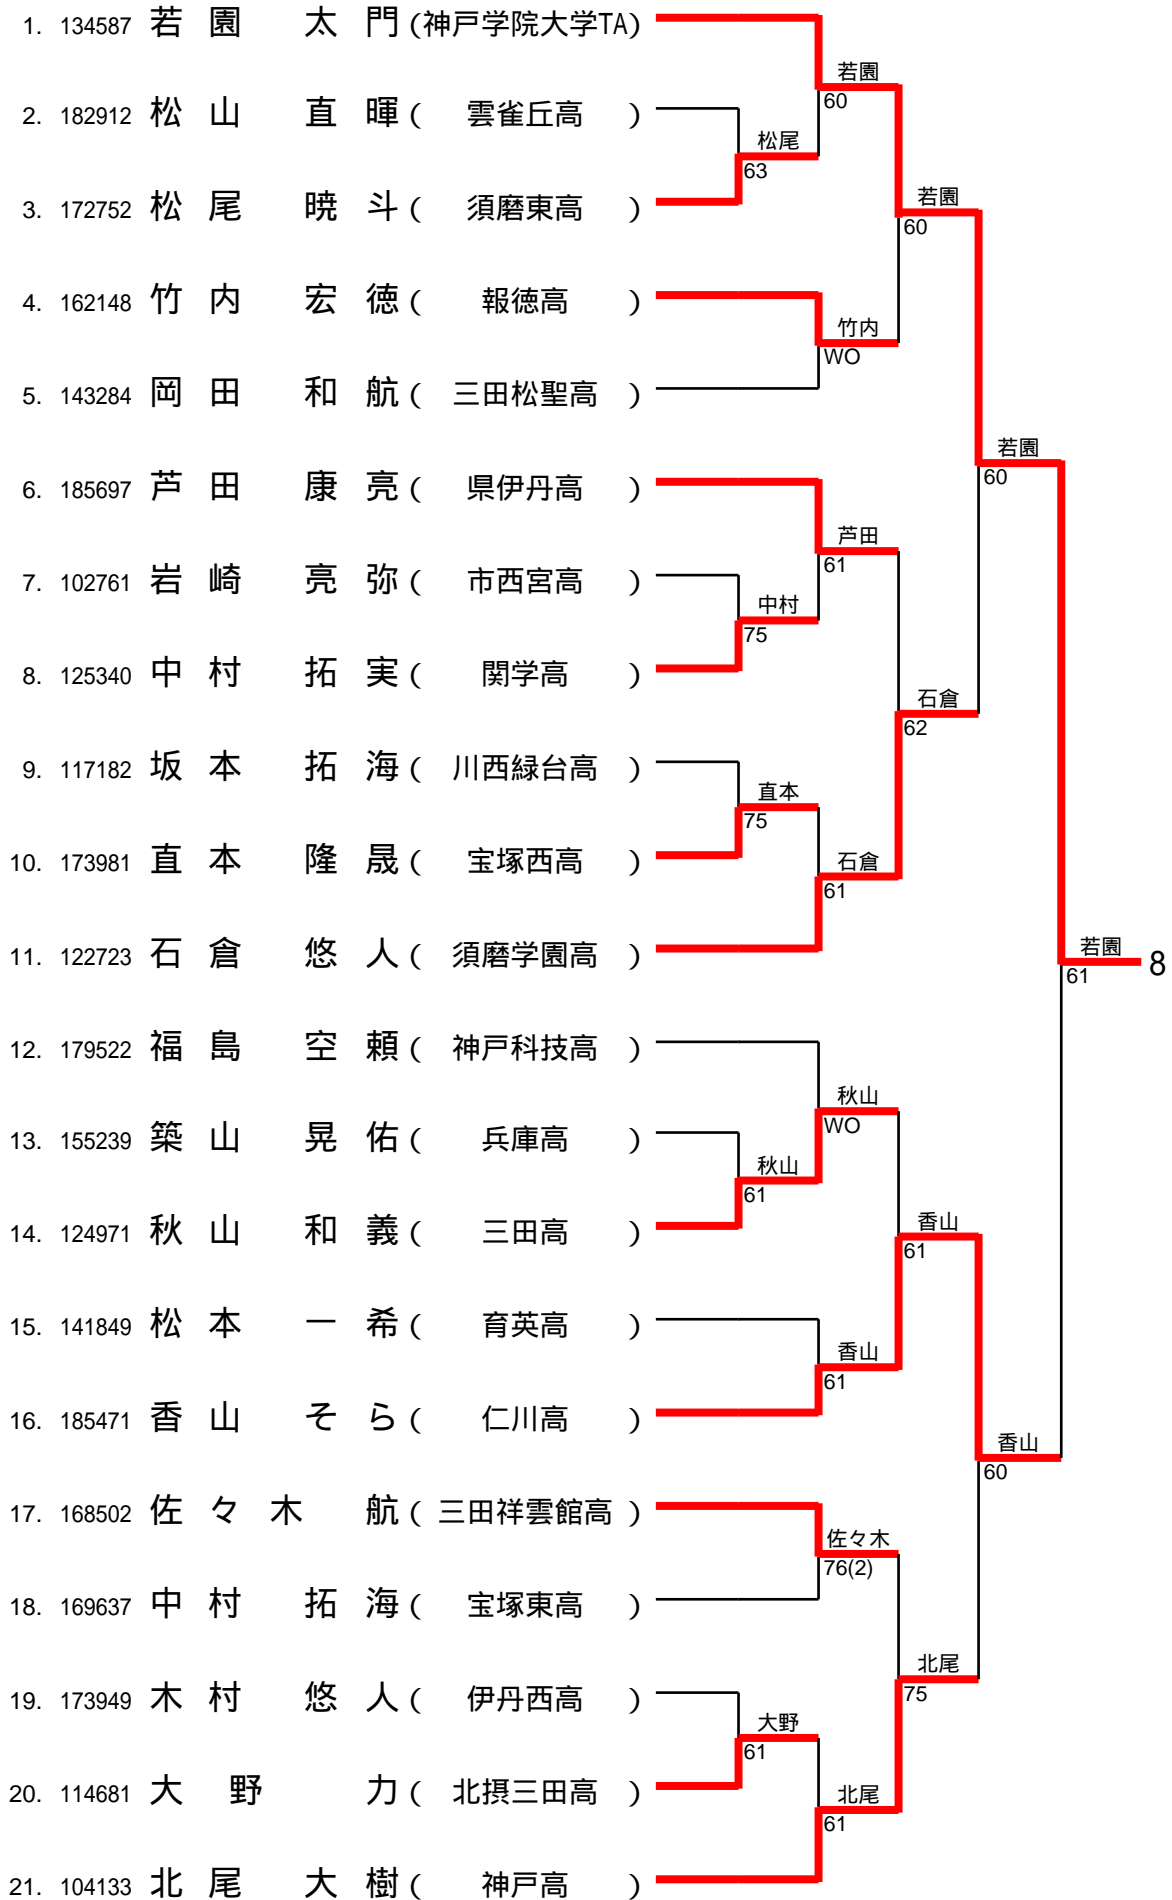 1. 134587 若園 太門 (神戸学院大学TA)
若園
60
2. 182912 松山 直暉 ( 雲雀丘高 )
松尾
63
3. 172752 松尾 暁斗 ( 須磨東高 )
若園
60
4. 162148 竹内 宏徳 ( 報徳高 )
竹内
WO
5. 143284 岡田 和航 ( 三田松聖高 )
若園
60
6. 185697 芦田 康亮 ( 県伊丹高 )
芦田
61
7. 102761 岩崎 亮弥 ( 市西宮高 )
中村
75
8. 125340 中村 拓実 ( 関学高 )
石倉
62
9. 117182 坂本 拓海 ( 川西緑台高 )
直本
75
10. 173981 直本 隆晟 ( 宝塚西高 )
石倉
61
11. 122723 石倉 悠人 ( 須磨学園高 )
若園
61
8
12. 179522 福島 空頼 ( 神戸科技高 )
秋山
WO
13. 155239 築山 晃佑 ( 兵庫高 )
秋山
61
14. 124971 秋山 和義 ( 三田高 )
香山
61
15. 141849 松本 一希 ( 育英高 )
香山
61
16. 185471 香山 そら ( 仁川高 )
香山
60
17. 168502 佐々木 航 ( 三田祥雲館高 )
佐々木
76(2)
18. 169637 中村 拓海 ( 宝塚東高 )
北尾
75
19. 173949 木村 悠人 ( 伊丹西高 )
大野
61
20. 114681 大野 力 ( 北摂三田高 )
北尾
61
21. 104133 北尾 大樹 ( 神戸高 )